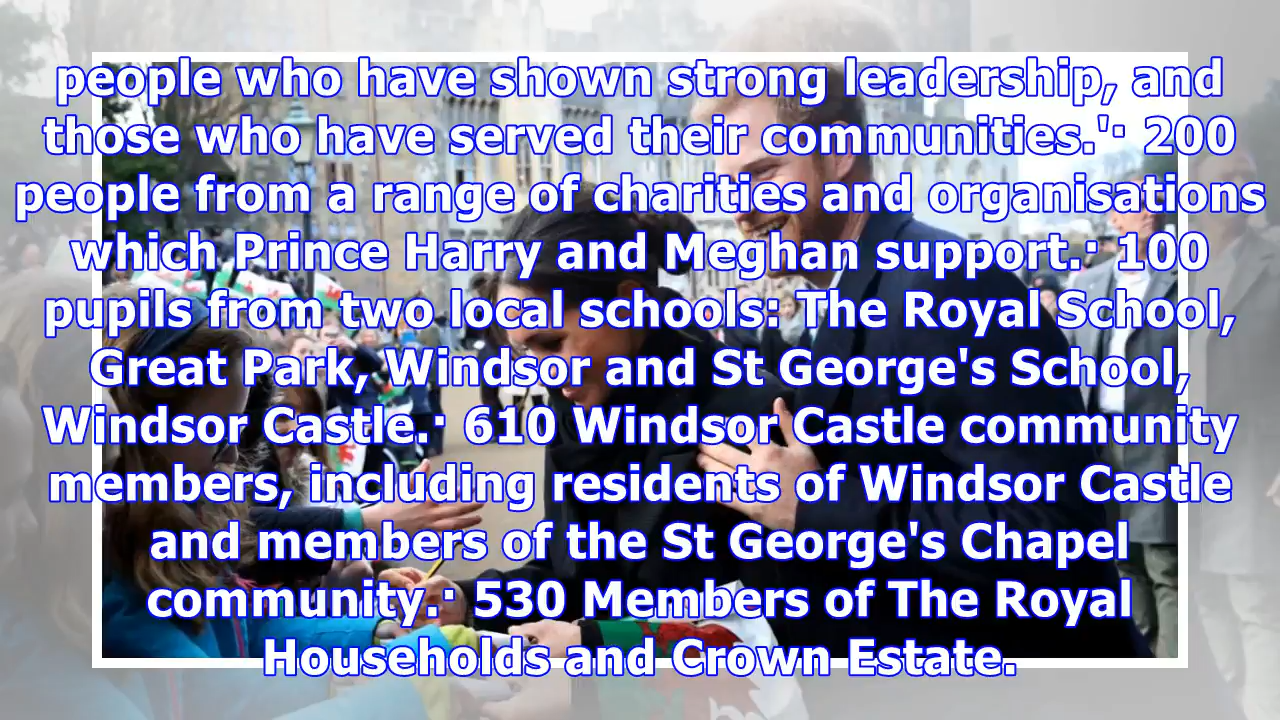 people who have shown strong leadership, and
those who have served their communities.'· 200
people from a range of charities and organisations
which Prince Harry and Meghan support.· 100
pupils from two local schools: The Royal School,
Great Park, Windsor and St George's School,
Windsor Castle.· 610 Windsor Castle community
members, including residents of Windsor Castle
and members of the St George's Chapel
community.· 530 Members of The Royal
Households and Crown Estate.